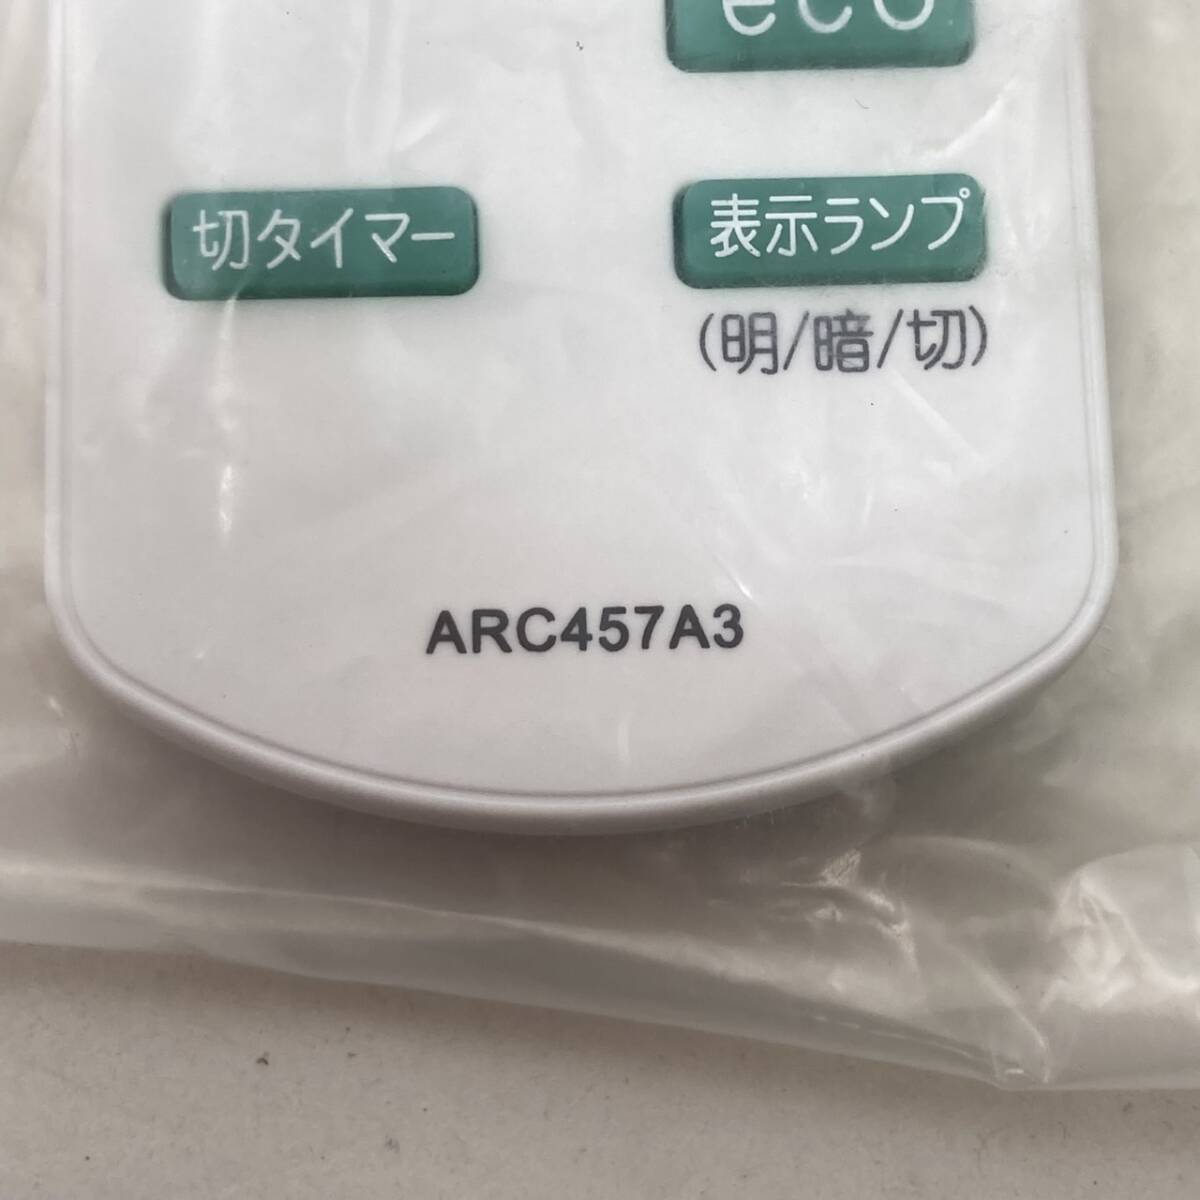 eco
切タイマー
表示ランプ
(明/暗/切)
ARC457A3